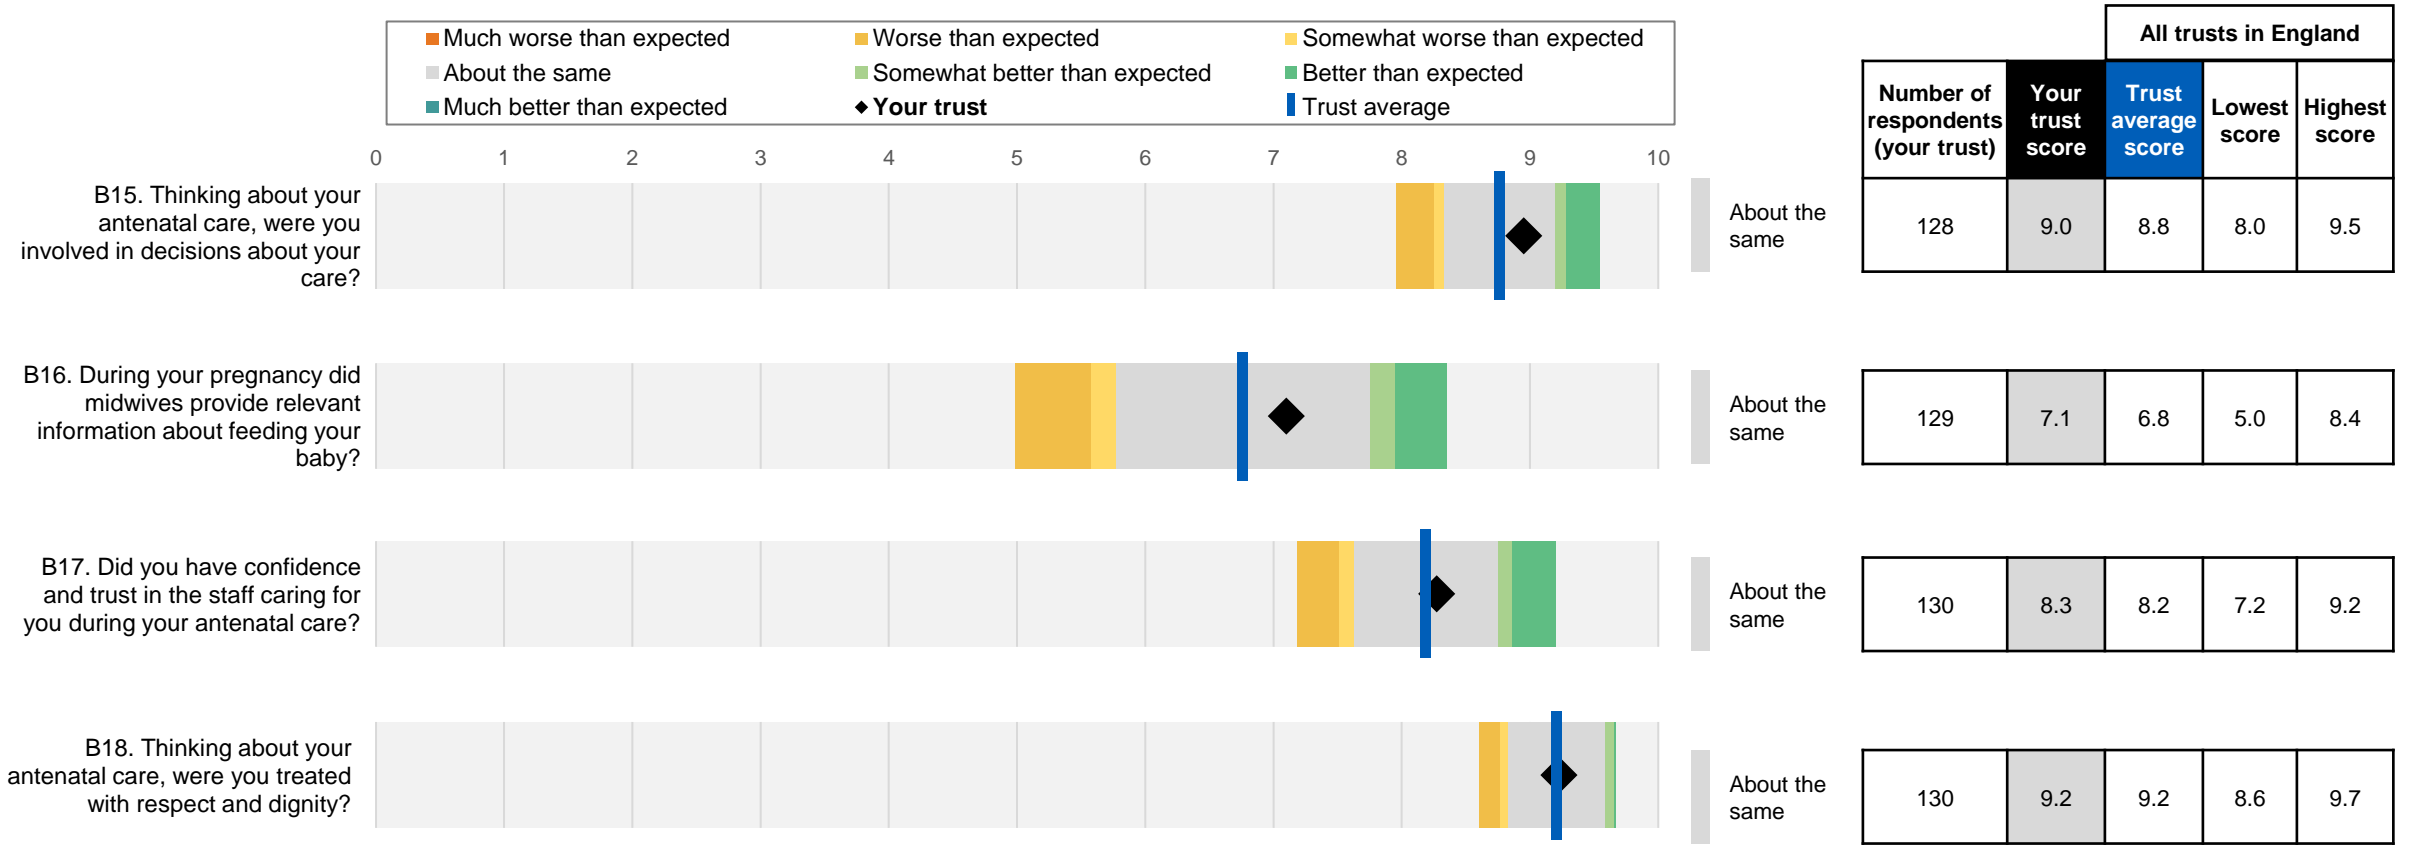 Much worse than expected
Worse than expected
Somewhat worse than expected
About the same
Somewhat better than expected
Better than expected
Much better than expected
Your trust
Trust average
All trusts in England
Number of
respondents
(your trust)
Your
trust
score
Trust
average
score
Lowest
score
Highest
score
0 1 2 3 4 5 6 7 8 9 10
B15. Thinking about your
antenatal care, were you
involved in decisions about your
care?
About the
same
128 9.0 8.8 8.0 9.5
B16. During your pregnancy did
midwives provide relevant
information about feeding your
baby?
About the
same
129 7.1 6.8 5.0 8.4
B17. Did you have confidence
and trust in the staff caring for
you during your antenatal care?
About the
same
130 8.3 8.2 7.2 9.2
B18. Thinking about your
antenatal care, were you treated
with respect and dignity?
About the
same
130 9.2 9.2 8.6 9.7